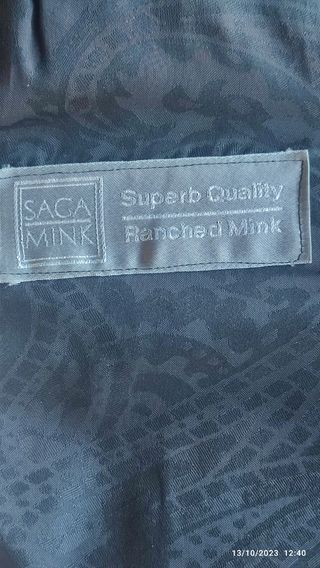 SAGA
MINK
Superb Quality
Ranched Mink
13/10/2023 12:40